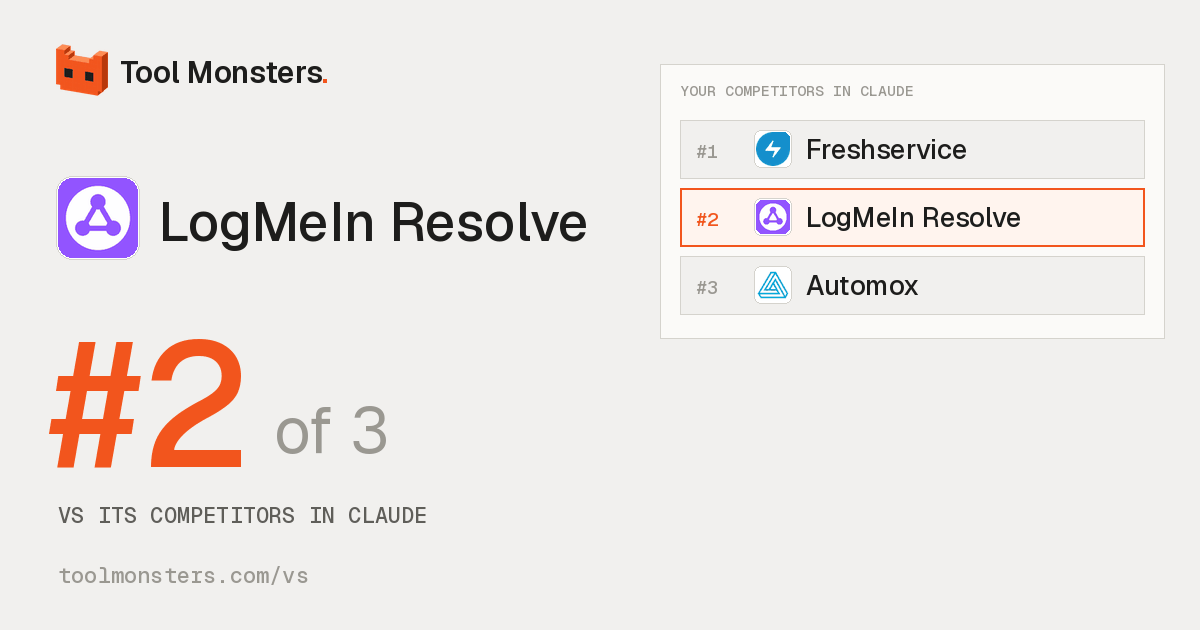 Tool Monsters.
LogMeIn Resolve
#2 of 3
VS ITS COMPETITORS IN CLAUDE
toolmonsters.com/vs
YOUR COMPETITORS IN CLAUDE
#1 Freshservice
#2 LogMeIn Resolve
#3 Automox